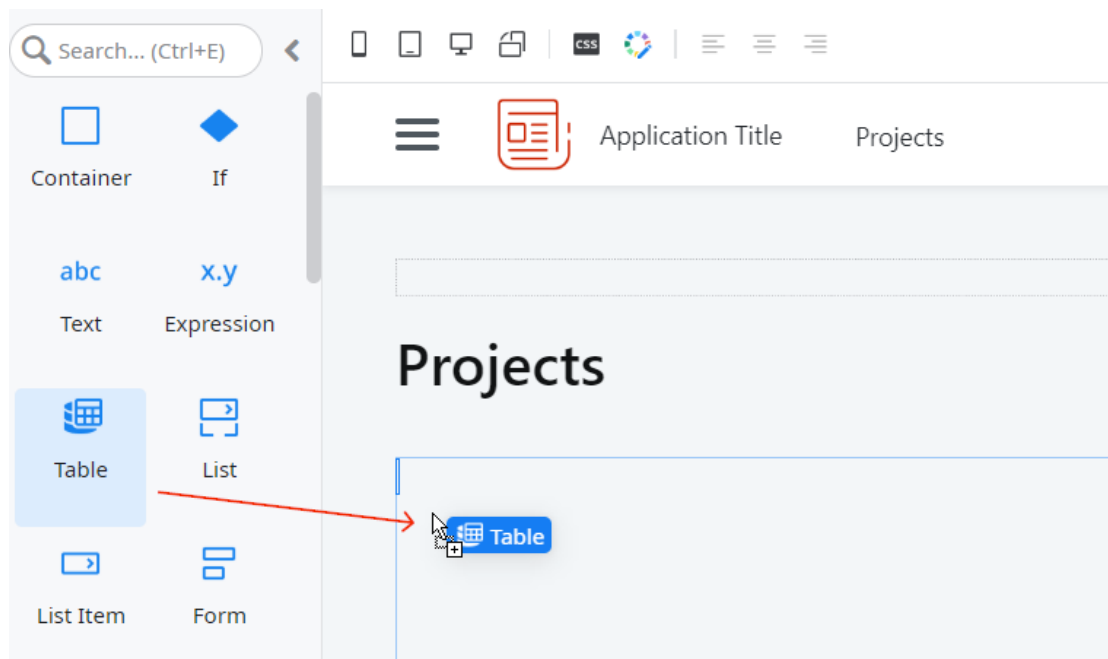 Search... (Ctrl+E)
css
Application Title
Projects
Container
If
abc
x.y
Text
Expression
Projects
Table
List
Table
List Item
Form